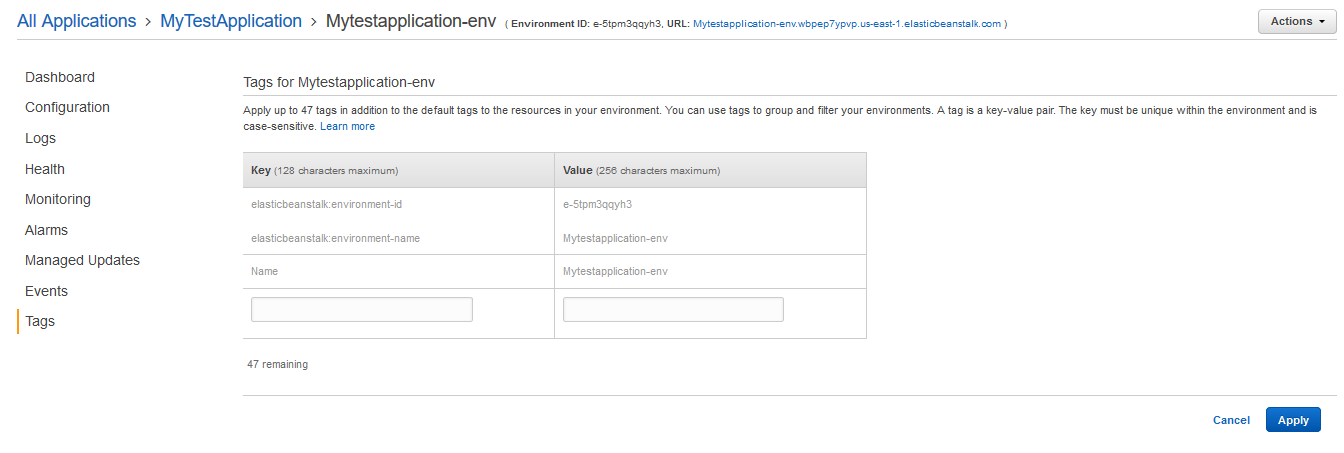 All Applications > MyTestApplication > Mytestapplication-env ( Environment ID: e-5tpm3qqyh3, URL: Mytestapplication-env.wbpep7ypvp.us-east-1.elasticbeanstalk.com )
Actions
Dashboard
Configuration
Logs
Health
Monitoring
Alarms
Managed Updates
Events
Tags
Tags for Mytestapplication-env
Apply up to 47 tags in addition to the default tags to the resources in your environment. You can use tags to group and filter your environments. A tag is a key-value pair. The key must be unique within the environment and is
case-sensitive. Learn more
Key (128 characters maximum) Value (256 characters maximum)
elasticbeanstalk:environment-id e-5tpm3qqyh3
elasticbeanstalk:environment-name Mytestapplication-env
Name Mytestapplication-env
47 remaining
Cancel Apply